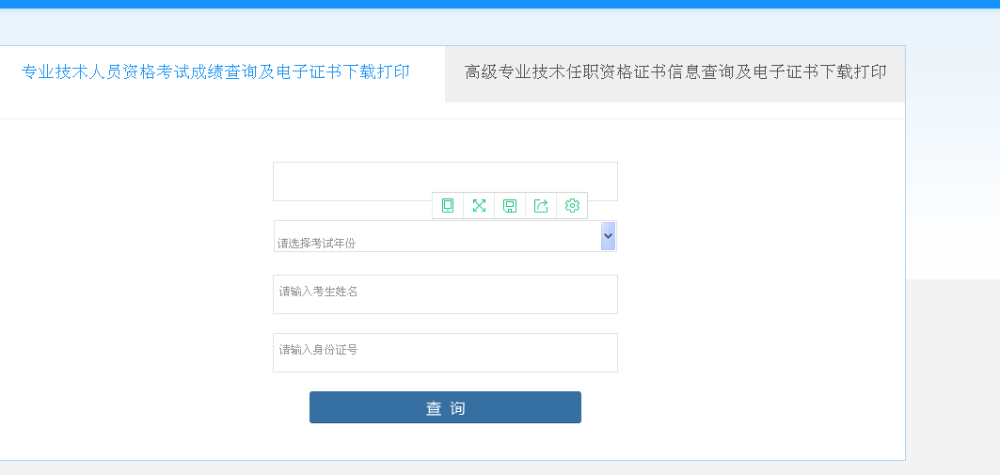 专业技术人员资格考试成绩查询及电子证书下载打印
高级专业技术任职资格证书信息查询及电子证书下载打印
请选择考试年份
请输入考生姓名
请输入身份证号
查 询